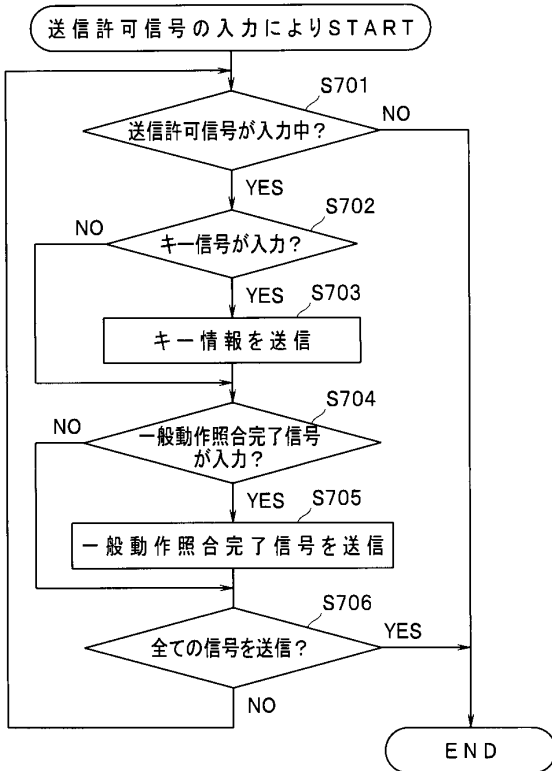 送信許可信号の入力によりSTART
S701
送信許可信号が入力中?
NO
YES
S702
NO
キー信号が入力?
YES
S703
キー情報を送信
S704
NO
一般動作照合完了信号
が入力?
YES
S705
一般動作照合完了信号を送信
S706
全ての信号を送信?
YES
NO
END